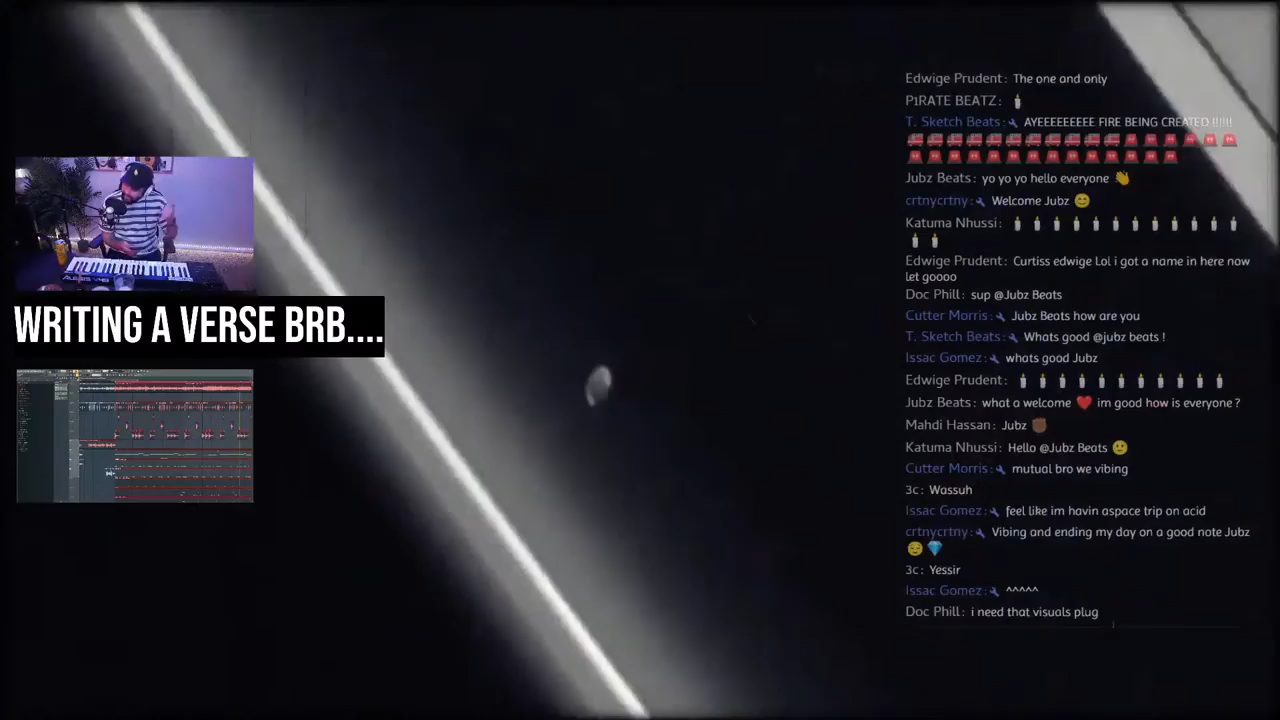 Edwige Prudent: The one and only
P1RATE BEATZ: 🕯
T. Sketch Beats: AYEEEEEEEEE FIRE BEING CREATED !!!!!!
🚒🚒🚒🚒🚒🚒🚒🚒🚒🚒🚒🚨🚨🚨🚨🚨🚨
🚨🚨🚨🚨🚨🚨🚨🚨🚨🚨🚨🚨🚨🚨
Jubz Beats: yo yo yo hello everyone 👋
crtnycrtny: Welcome Jubz 😊
Katuma Nhussi: 🕯🕯🕯🕯🕯🕯🕯🕯🕯🕯🕯🕯
🕯🕯
Edwige Prudent: Curtiss edwige Lol i got a name in here now
let goooo
Doc Phill: sup @Jubz Beats
Cutter Morris: Jubz Beats how are you
T. Sketch Beats: Whats good @jubz beats !
Issac Gomez: whats good Jubz
Edwige Prudent: 🕯🕯🕯🕯🕯🕯🕯🕯🕯🕯🕯
Jubz Beats: what a welcome ❤️ im good how is everyone ?
Mahdi Hassan: Jubz ✊🏾
Katuma Nhussi: Hello @Jubz Beats 🙂
Cutter Morris: mutual bro we vibing
3c: Wassuh
Issac Gomez: feel like im havin aspace trip on acid
crtnycrtny: Vibing and ending my day on a good note Jubz
😌💎
3c: Yessir
Issac Gomez: ^^^^^
Doc Phill: i need that visuals plug
WRITING A VERSE BRB....